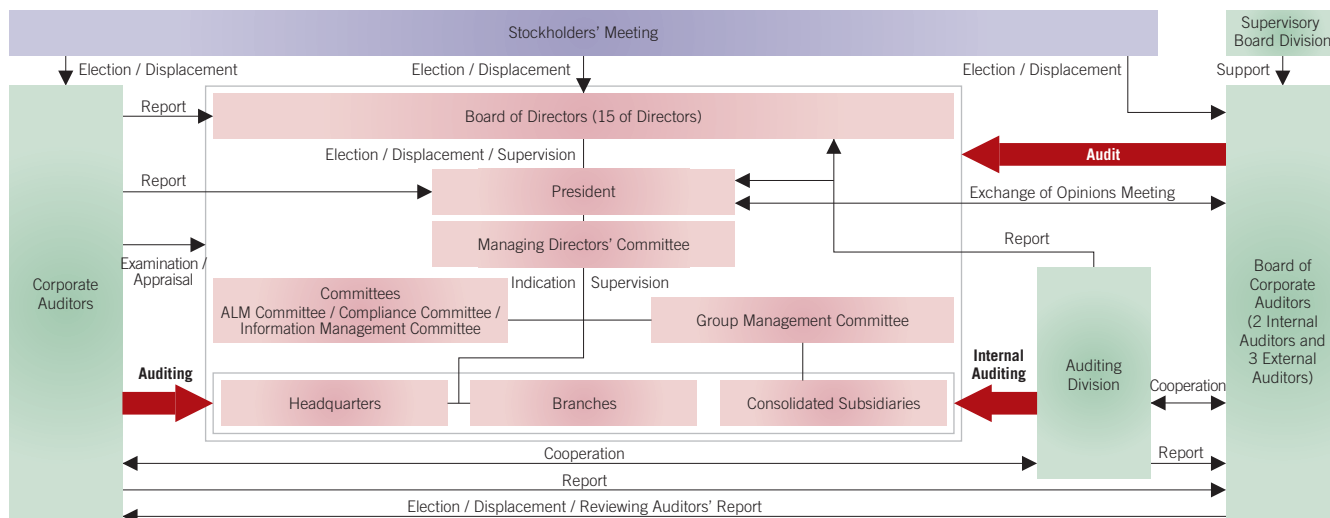 Stockholders' Meeting
Supervisory
Board Division
Election / Displacement
Election / Displacement
Election / Displacement
Support
Report
Board of Directors (15 of Directors)
Election / Displacement / Supervision
Audit
Report
President
Exchange of Opinions Meeting
Managing Directors' Committee
Report
Examination /
Appraisal
Corporate
Auditors
Indication
Supervision
Committees
ALM Committee / Compliance Committee /
Information Management Committee
Group Management Committee
Board of
Corporate
Auditors
(2 Internal
Auditors and
3 External
Auditors)
Auditing
Internal
Auditing
Auditing
Division
Cooperation
Headquarters
Branches
Consolidated Subsidiaries
Cooperation
Report
Report
Election / Displacement / Reviewing Auditors' Report